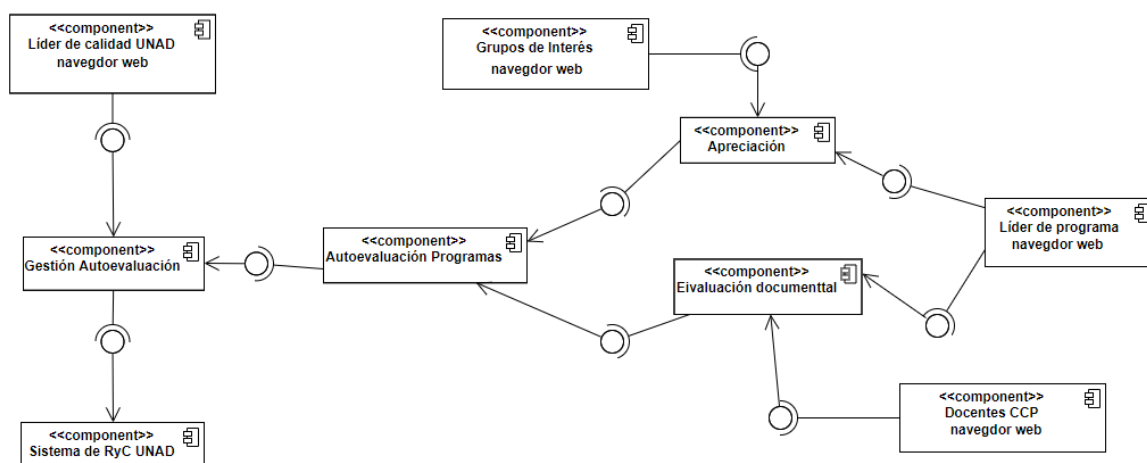 <<component>>
Líder de calidad UNAD
navegdor web
<<component>>
Grupos de Interés
navegdor web
<<component>>
Apreciación
<<component>>
Líder de programa
navegdor web
<<component>>
Gestión Autoevaluación
<<component>>
Autoevaluación Programas
<<component>>
Eivaluación documenttal
<<component>>
Docentes CCP
navegdor web
<<component>>
Sistema de RyC UNAD